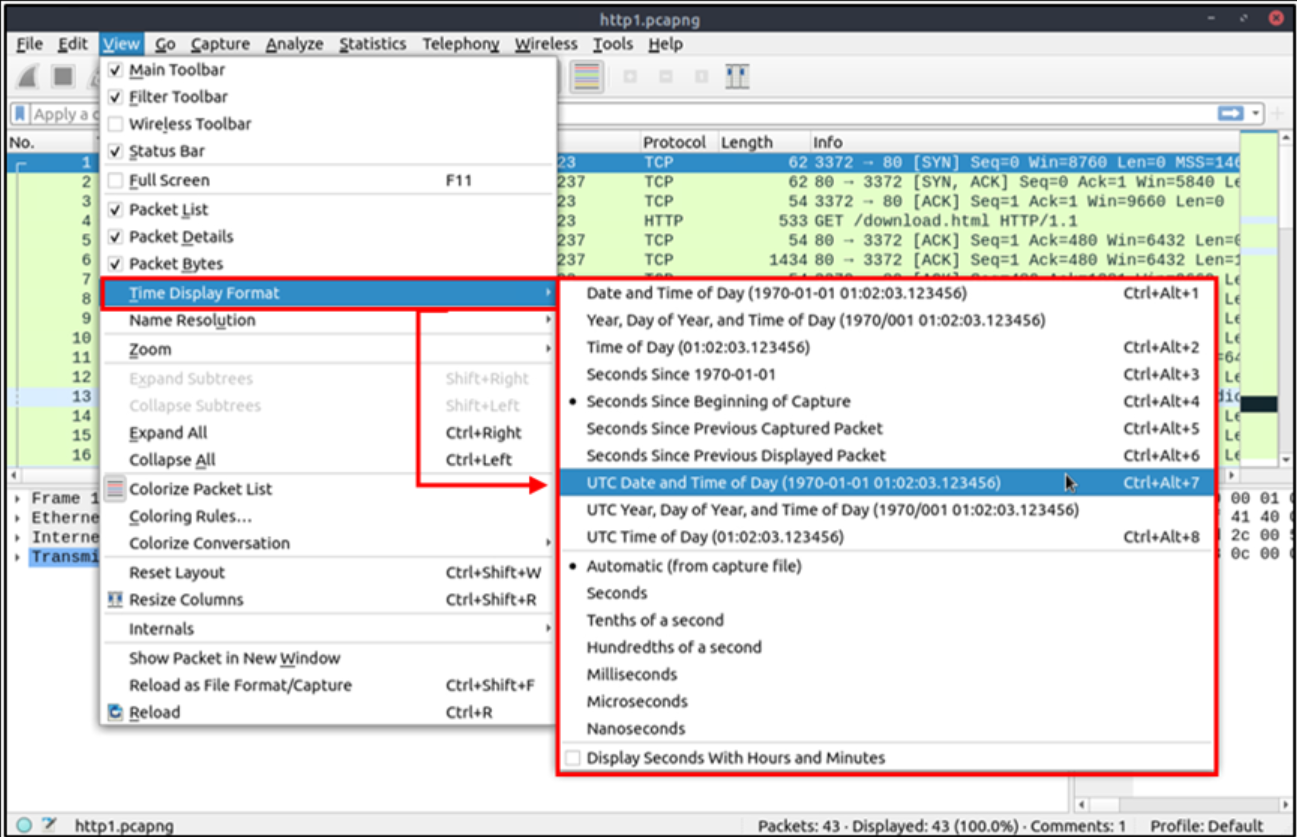 http1.pcapng
File Edit View Go Capture Analyze Statistics Telephony Wireless Tools Help
Main Toolbar
Filter Toolbar
Wireless Toolbar
Status Bar
Full Screen F11
Packet List
Packet Details
Packet Bytes
Time Display Format
Name Resolution
Zoom
Expand Subtrees Shift+Right
Collapse Subtrees Shift+Left
Expand All Ctrl+Right
Collapse All Ctrl+Left
Colorize Packet List
Coloring Rules...
Colorize Conversation
Reset Layout Ctrl+Shift+W
Resize Columns Ctrl+Shift+R
Internals
Show Packet in New Window
Reload as File Format/Capture Ctrl+Shift+F
Reload Ctrl+R
Apply a
No. Protocol Length Info
1 23 TCP 62 3372 → 80 [SYN] Seq=0 Win=8760 Len=0 MSS=146
2 237 TCP 62 80 → 3372 [SYN, ACK] Seq=0 Ack=1 Win=5840 Le
3 23 TCP 54 3372 → 80 [ACK] Seq=1 Ack=1 Win=9660 Len=0
4 23 HTTP 533 GET /download.html HTTP/1.1
5 237 TCP 54 80 → 3372 [ACK] Seq=1 Ack=480 Win=6432 Len=0
6 237 TCP 1434 80 → 3372 [ACK] Seq=1 Ack=480 Win=6432 Len=1
7 Le
8 Le
9 Le
10 Le
11 =64
12 Le
13 dic
14 Le
15 Le
16 Le
Date and Time of Day (1970-01-01 01:02:03.123456) Ctrl+Alt+1
Year, Day of Year, and Time of Day (1970/001 01:02:03.123456)
Time of Day (01:02:03.123456) Ctrl+Alt+2
Seconds Since 1970-01-01 Ctrl+Alt+3
Seconds Since Beginning of Capture Ctrl+Alt+4
Seconds Since Previous Captured Packet Ctrl+Alt+5
Seconds Since Previous Displayed Packet Ctrl+Alt+6
UTC Date and Time of Day (1970-01-01 01:02:03.123456) Ctrl+Alt+7
UTC Year, Day of Year, and Time of Day (1970/001 01:02:03.123456)
UTC Time of Day (01:02:03.123456) Ctrl+Alt+8
Automatic (from capture file)
Seconds
Tenths of a second
Hundredths of a second
Milliseconds
Microseconds
Nanoseconds
Display Seconds With Hours and Minutes
Frame 1 00 01
Etherne 41 40
Interne 2c 00
Transmi 0c 00
http1.pcapng Packets: 43 · Displayed: 43 (100.0%) · Comments: 1 Profile: Default